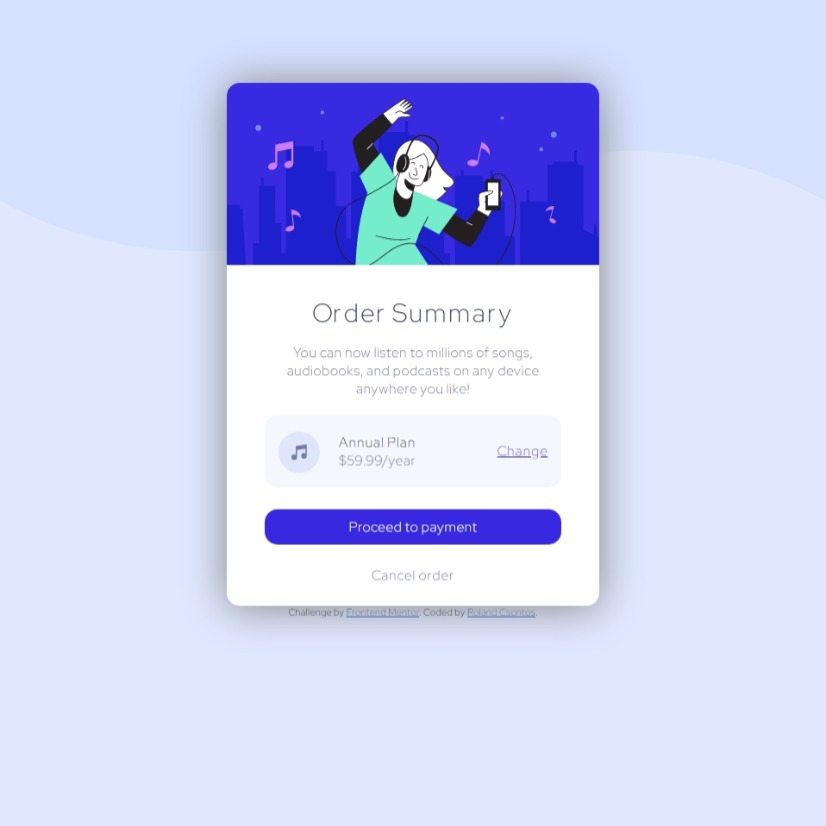 Order Summary
You can now listen to millions of songs,
audiobooks, and podcasts on any device
anywhere you like!
Annual Plan
$59.99/year
Change
Proceed to payment
Cancel order
Challenge by Frontend Mentor. Coded by Roland Csontos.